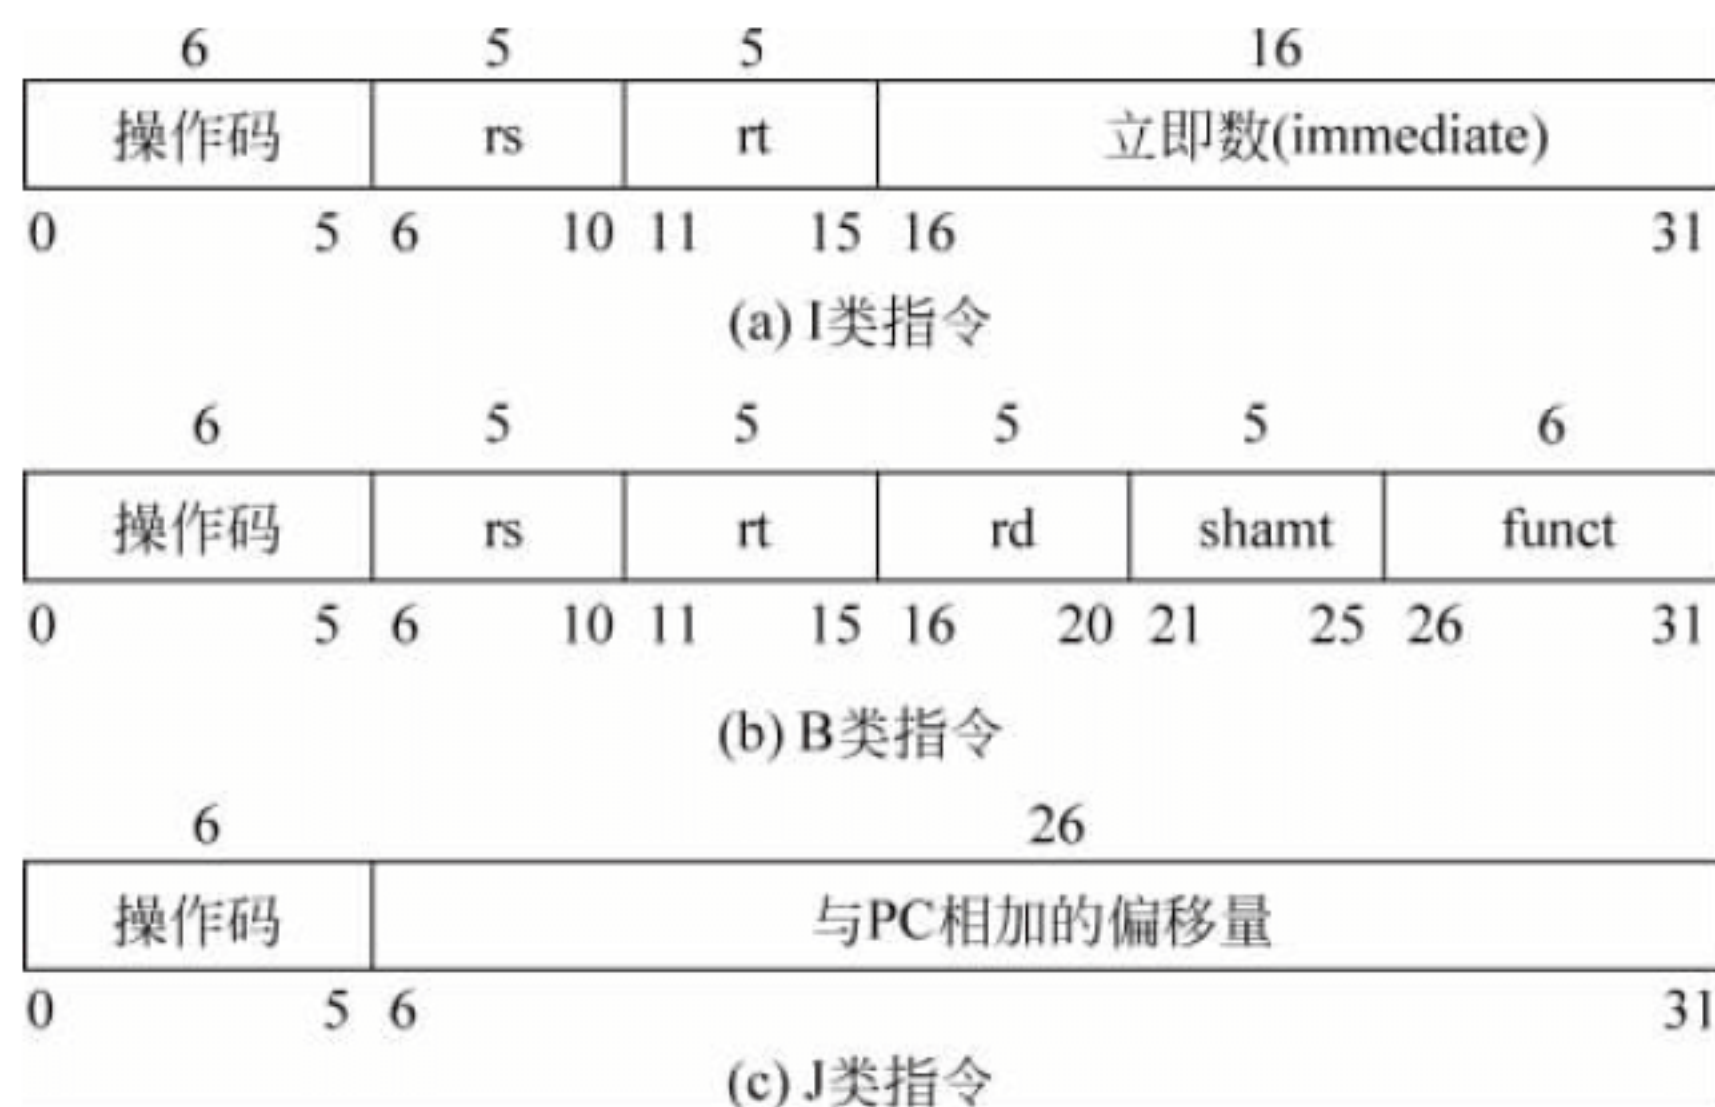 6 5 5 16
操作码 rs rt 立即数(immediate)
0 5 6 10 11 15 16 31
(a) I类指令
6 5 5 5 5 6
操作码 rs rt rd shamt funct
0 5 6 10 11 15 16 20 21 25 26 31
(b) B类指令
6 26
操作码 与PC相加的偏移量
0 5 6 31
(c) J类指令